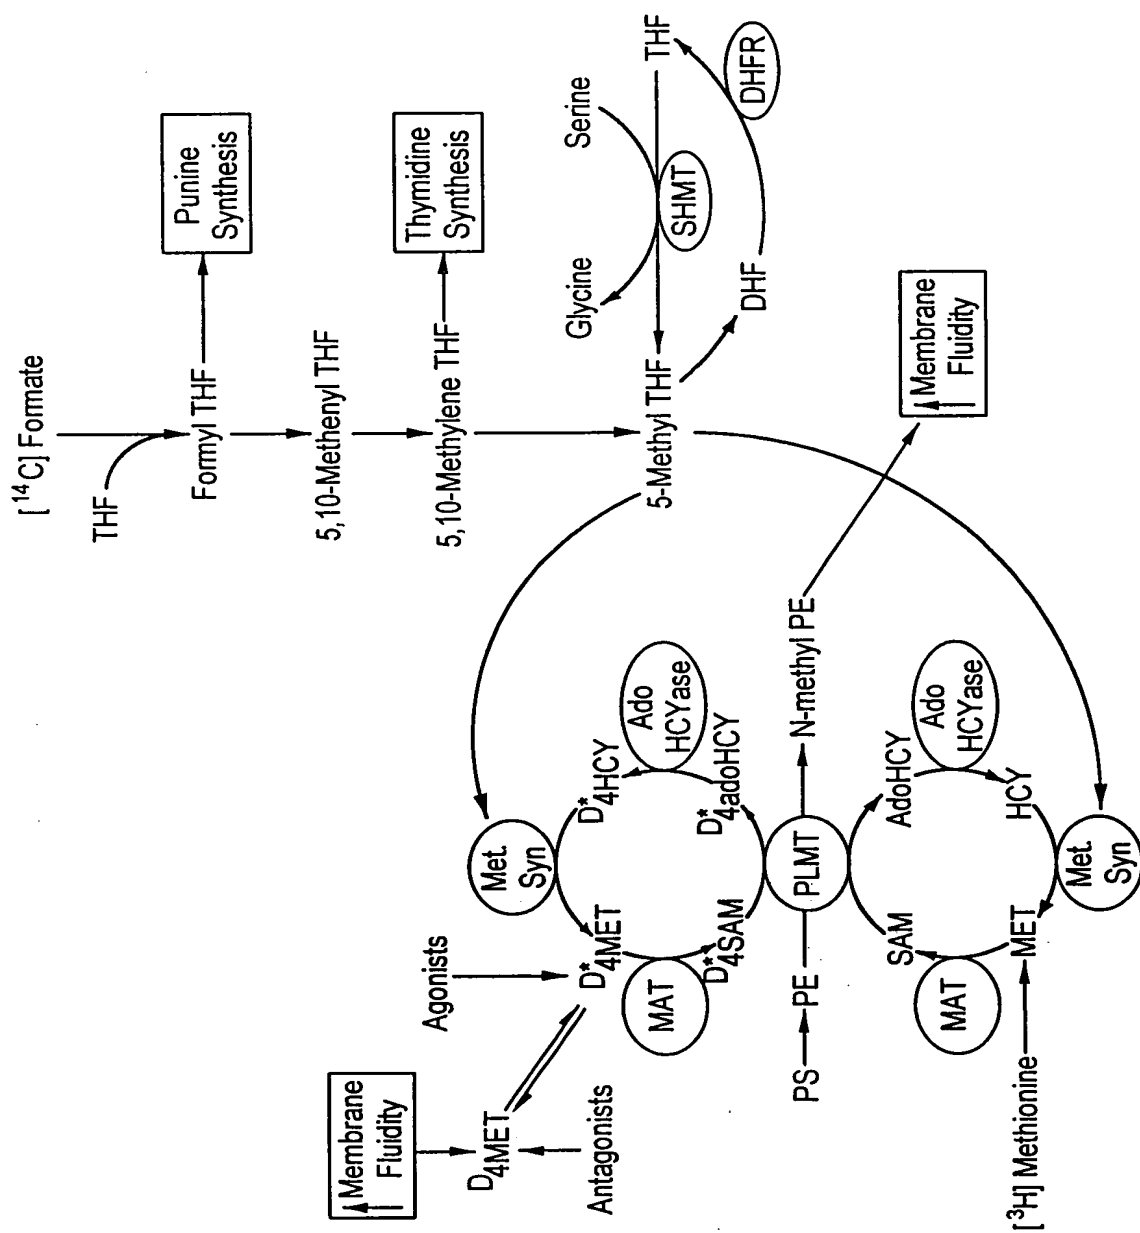 [¹⁴C] Formate
THF
Formyl THF
Punine
Synthesis
5,10-Methenyl THF
5,10-Methylene THF
Thymidine
Synthesis
Serine
Glycine
THF
SHMT
DHFR
5-Methyl THF
DHF
Membrane
Fluidity
D₄MET
Antagonists
Agonists
D*₄MET
Met.
Syn
D*₄HCY
Ado
HCYase
MAT
D*₄SAM
D*₄adoHCY
PS
PE
PLMT
N-methyl PE
Membrane
Fluidity
SAM
AdoHCY
MAT
Ado
HCYase
[³H] Methionine
MET
HCY
Met.
Syn